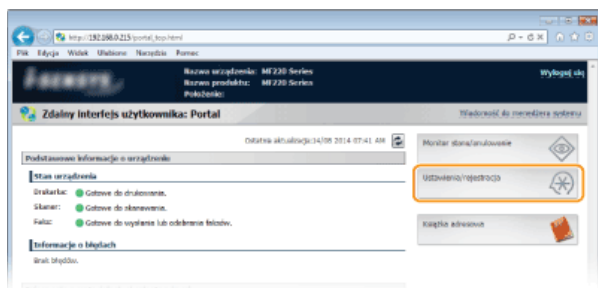 http://192.168.0.215/portal_top.html
Plik Edycja Widok Ulubione Narzędzia Pomoc
Nazwa urządzenia: MF220 Series
Nazwa produktu: MF220 Series
Położenie:
Wyloguj się
Zdalny interfejs użytkownika: Portal
Wiadomość do menedżera systemu
Ostatnia aktualizacja:14/08 2014 07:41 AM
Podstawowe informacje o urządzeniu
Stan urządzenia
Drukarka: Gotowe do drukowania.
Skaner: Gotowe do skanowania.
Faks: Gotowe do wysłania lub odebrania faksów.
Informacje o błędach
Brak błędów.
Monitor stanu/anulowanie
Ustawienia/rejestracja
Książka adresowa